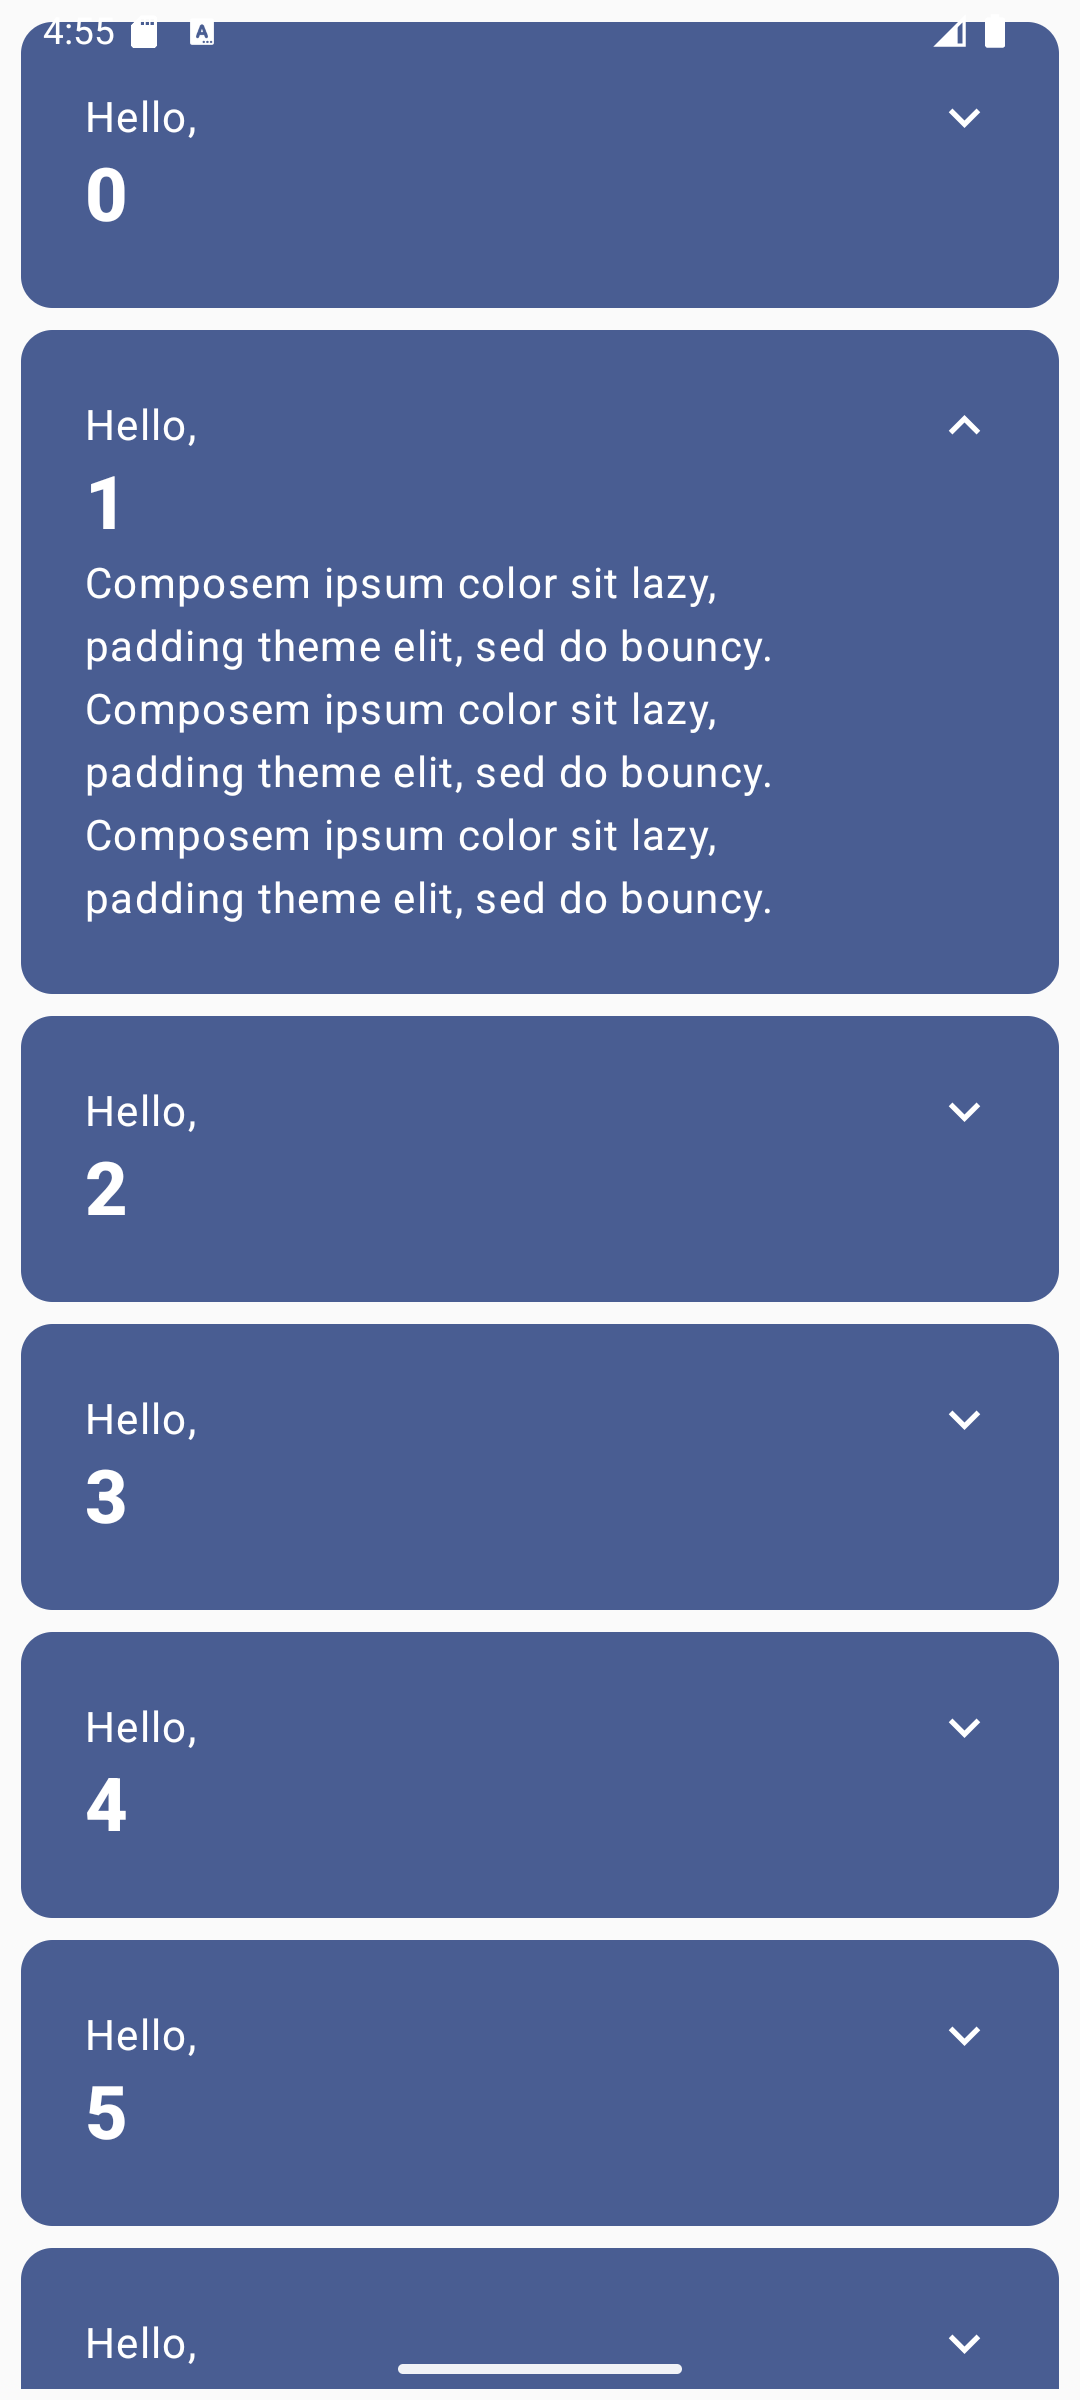 4:55
Hello,
0
Hello,
1
Composem ipsum color sit lazy,
padding theme elit, sed do bouncy.
Composem ipsum color sit lazy,
padding theme elit, sed do bouncy.
Composem ipsum color sit lazy,
padding theme elit, sed do bouncy.
Hello,
2
Hello,
3
Hello,
4
Hello,
5
Hello,